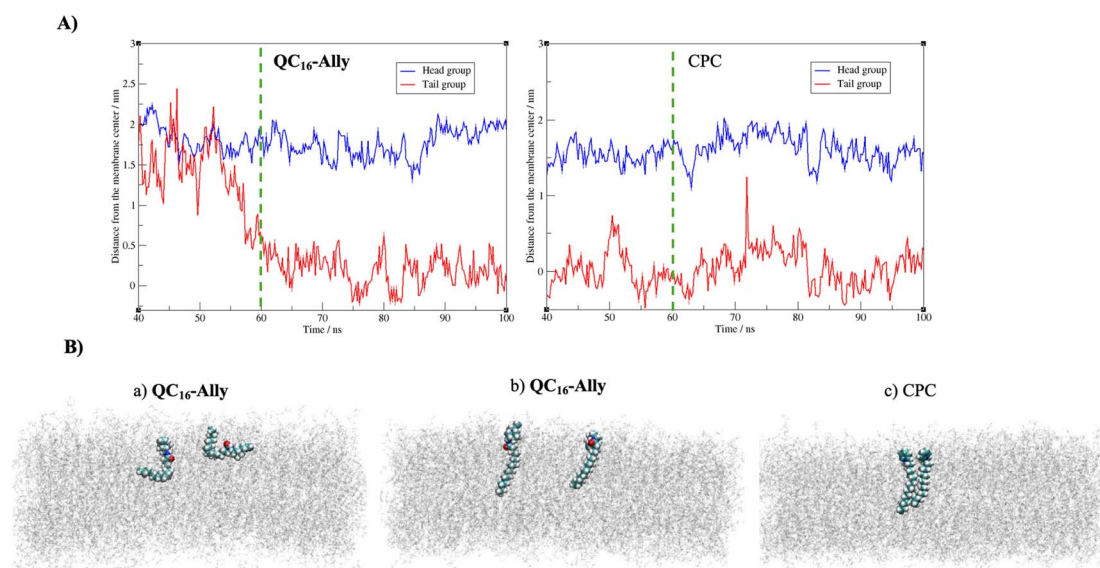 A)
QC₁₆-Ally
Head group
Tail group
Distance from the membrane center / nm
3
2.5
2
1.5
1
0.5
0
40
50
60
70
80
90
100
Time / ns
CPC
Head group
Tail group
Distance from the membrane center / nm
3
2
1
0
40
50
60
70
80
90
100
Time / ns
B)
a) QC₁₆-Ally
b) QC₁₆-Ally
c) CPC